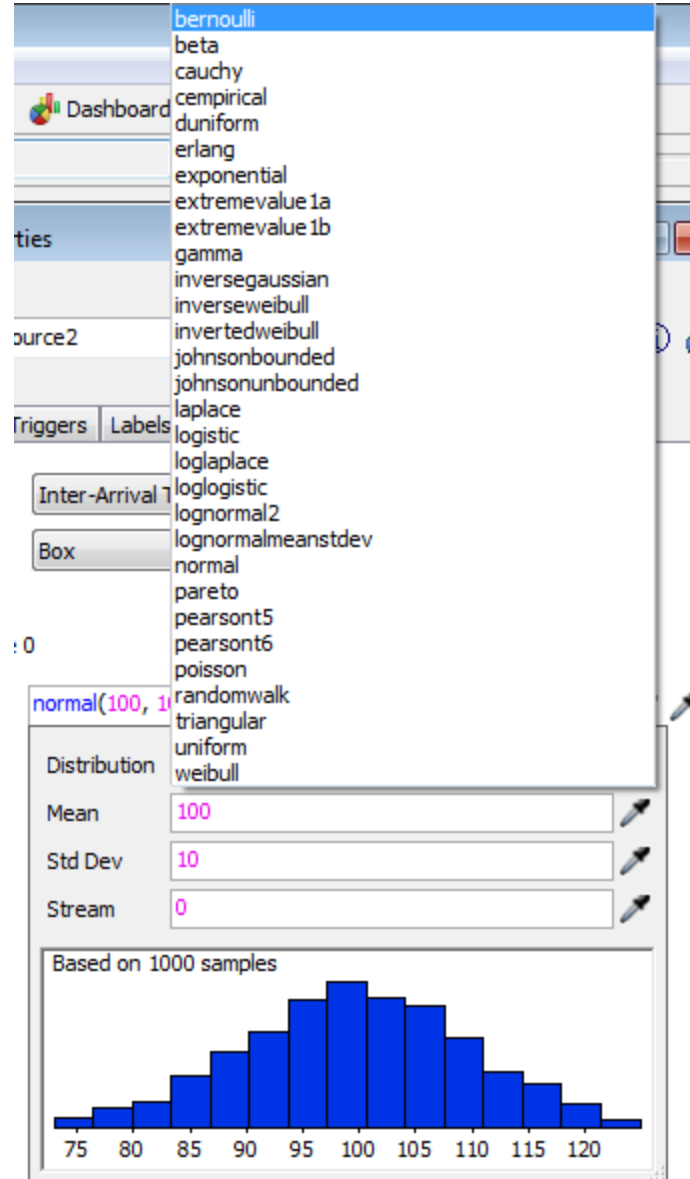 bernoulli
beta
cauchy
cempirical
duniform
erlang
exponential
extremevalue1a
extremevalue1b
gamma
inversegaussian
inverseweibull
invertedweibull
johnsonbounded
johnsonunbounded
laplace
logistic
loglaplace
loglogistic
lognormal2
lognormalmeanstdev
normal
pareto
pearsont5
pearsont6
poisson
randomwalk
triangular
uniform
weibull
Dashboard
ties
ource2
Triggers Labels
Inter-Arrival
Box
0
normal(100, 1
Distribution
Mean 100
Std Dev 10
Stream 0
Based on 1000 samples
75 80 85 90 95 100 105 110 115 120